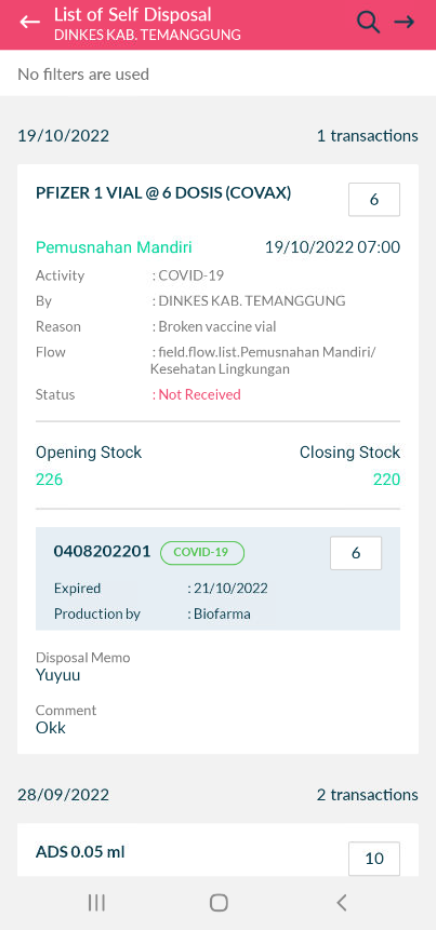 List of Self Disposal
DINKES KAB. TEMANGGUNG
No filters are used
19/10/2022 1 transactions
PFIZER 1 VIAL @ 6 DOSIS (COVAX) 6
Pemusnahan Mandiri 19/10/2022 07:00
Activity : COVID-19
By : DINKES KAB. TEMANGGUNG
Reason : Broken vaccine vial
Flow : field.flow.list.Pemusnahan Mandiri/
Kesehatan Lingkungan
Status : Not Received
Opening Stock Closing Stock
226 220
0408202201 COVID-19 6
Expired : 21/10/2022
Production by : Biofarma
Disposal Memo
Yuyuu
Comment
Okk
28/09/2022 2 transactions
ADS 0.05 ml 10